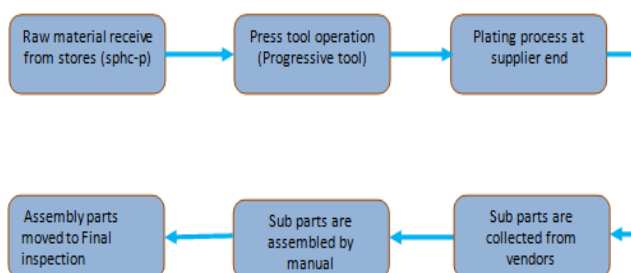 Raw material receive
from stores (sphc-p)
Press tool operation
(Progressive tool)
Plating process at
supplier end
Sub parts are
collected from
vendors
Sub parts are
assembled by
manual
Assembly parts
moved to Final
inspection